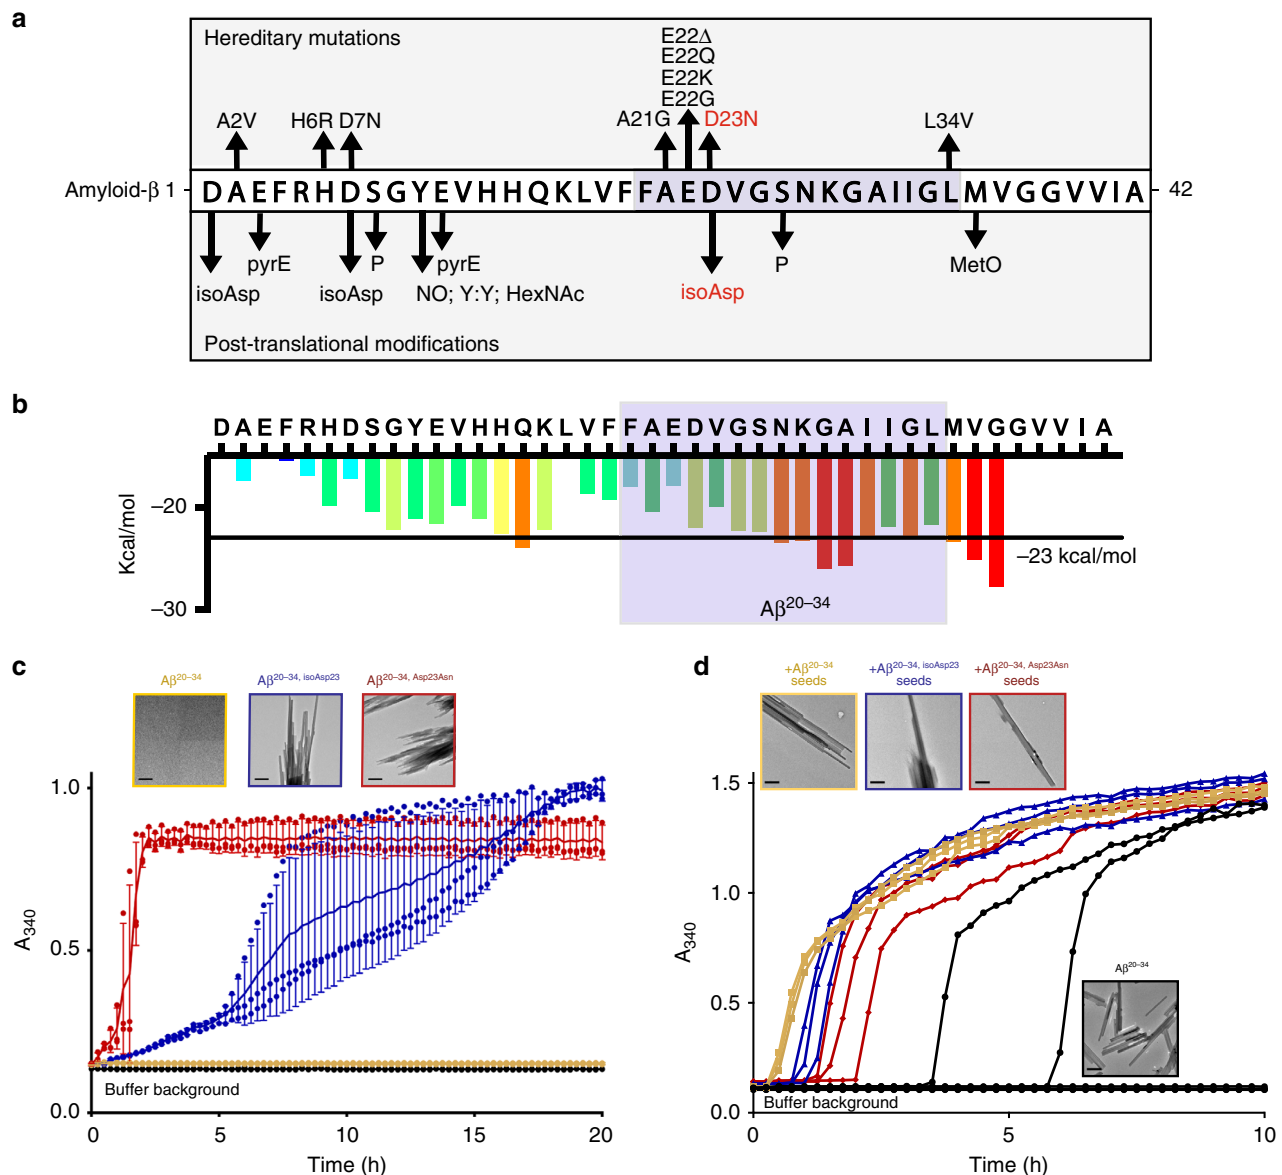 a
Hereditary mutations
E22Δ
E22Q
E22K
E22G
A2V
H6R
D7N
A21G
D23N
L34V
Amyloid-β 1
D A E F R H D S G Y E V H H Q K L V F F A E D V G S N K G A I I G L M V G G V V I A
42
pyrE
P
pyrE
P
MetO
isoAsp
isoAsp
NO; Y:Y; HexNAc
isoAsp
Post-translational modifications
b
D A E F R H D S G Y E V H H Q K L V F F A E D V G S N K G A I I G L M V G G V V I A
Kcal/mol
–20
–30
–23 kcal/mol
Aβ20–34
c
Aβ20–34
Aβ20–34, isoAsp23
Aβ20–34, Asp23Asn
A340
1.0
0.5
0.0
Buffer background
0 5 10 15 20
Time (h)
d
+Aβ20–34
seeds
+Aβ20–34, isoAsp23
seeds
+Aβ20–34, Asp23Asn
seeds
A340
1.5
1.0
0.5
0.0
Aβ20–34
Buffer background
0 5 10
Time (h)